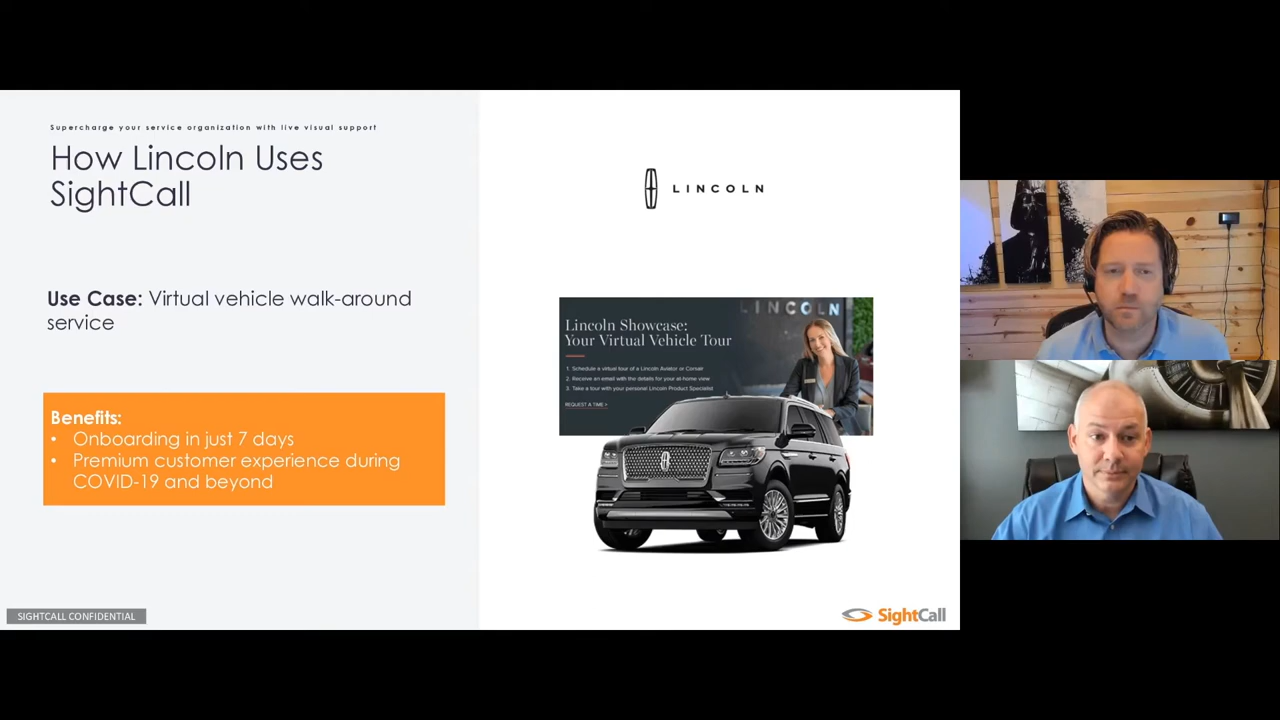 Supercharge your service organization with live visual support
How Lincoln Uses
SightCall
Use Case: Virtual vehicle walk-around
service
Benefits:
• Onboarding in just 7 days
• Premium customer experience during
COVID-19 and beyond
SIGHTCALL CONFIDENTIAL
LINCOLN
LINCOLN
Lincoln Showcase:
Your Virtual Vehicle Tour
1. Schedule a virtual tour of a Lincoln Aviator or Corsair
2. Receive an email with the details for your at-home view
3. Take a tour with your personal Lincoln Product Specialist
REQUEST A TIME >
SightCall